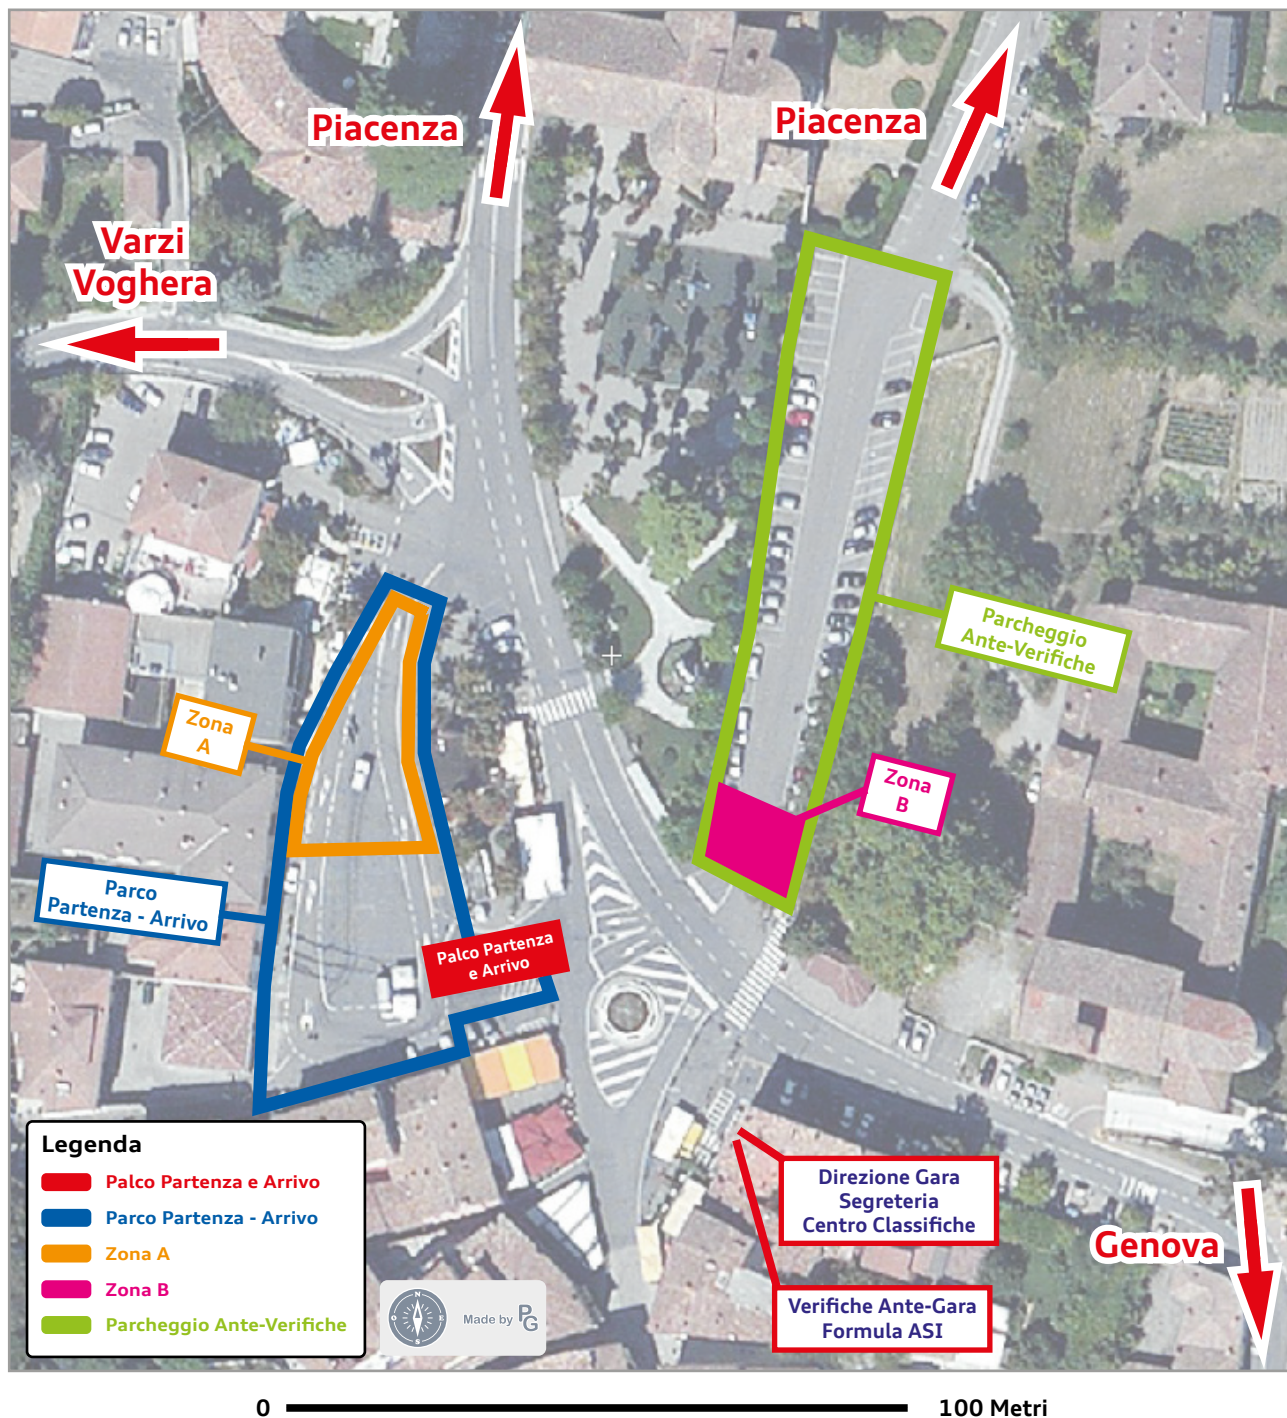 Piacenza
Piacenza
Varzi
Voghera
Parcheggio
Ante-Verifiche
Zona
A
Zona
B
Parco
Partenza - Arrivo
Palco Partenza
e Arrivo
Legenda
Palco Partenza e Arrivo
Parco Partenza - Arrivo
Zona A
Zona B
Parcheggio Ante-Verifiche
N
O
E
S
Made by PG
Direzione Gara
Segreteria
Centro Classifiche
Verifiche Ante-Gara
Formula ASI
Genova
0
100 Metri